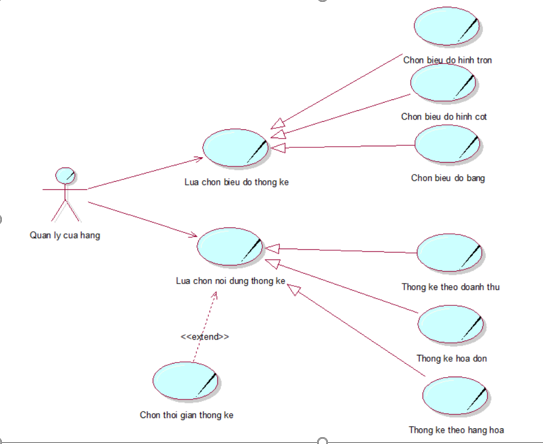 Chon bieu do hinh tron
Chon bieu do hinh cot
Chon bieu do bang
Lua chon bieu do thong ke
Quan ly cua hang
Lua chon noi dung thong ke
Thong ke theo doanh thu
<<extend>>
Thong ke hoa don
Chon thoi gian thong ke
Thong ke theo hang hoa